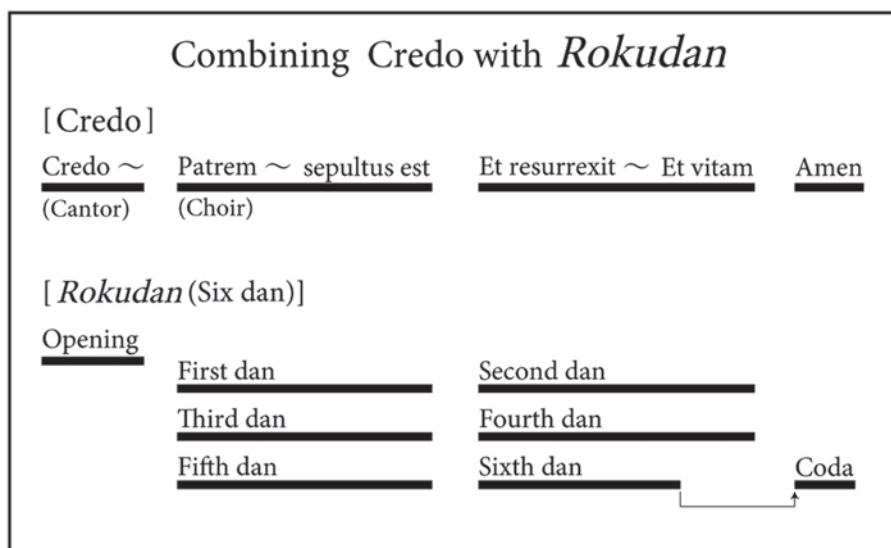 Combining Credo with Rokudan
[Credo]
Credo ～ Patrem ～ sepultus est Et resurrexit ～ Et vitam Amen
(Cantor) (Choir)
[Rokudan (Six dan)]
Opening
First dan Second dan
Third dan Fourth dan
Fifth dan Sixth dan Coda